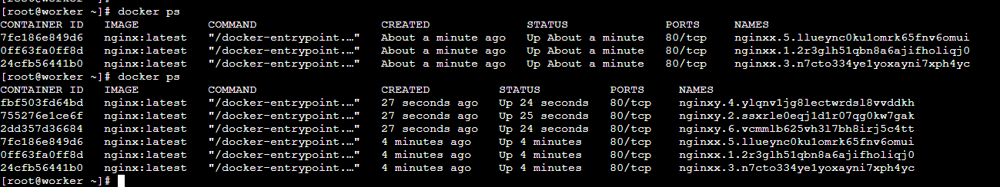 [root@worker ~]# docker ps
CONTAINER ID IMAGE COMMAND CREATED STATUS PORTS NAMES
7fc186e849d6 nginx:latest "/docker-entrypoint.…" About a minute ago Up About a minute 80/tcp nginxx.5.llueync0ku1omrk65fnv6omui
0ff63fa0ff8d nginx:latest "/docker-entrypoint.…" About a minute ago Up About a minute 80/tcp nginxx.1.2r3glh51qbn8a6ajifholiqj0
24cfb56441b0 nginx:latest "/docker-entrypoint.…" About a minute ago Up About a minute 80/tcp nginxx.3.n7cto334ye1yoxayni7xph4yc
[root@worker ~]# docker ps
CONTAINER ID IMAGE COMMAND CREATED STATUS PORTS NAMES
fbf503fd64bd nginx:latest "/docker-entrypoint.…" 27 seconds ago Up 24 seconds 80/tcp nginxy.4.ylqnv1jg8lectwrdsl8vvddkh
755276e1ce6f nginx:latest "/docker-entrypoint.…" 27 seconds ago Up 25 seconds 80/tcp nginxy.2.ssxrle0eqj1d1r07qg0kw7gak
2dd357d36684 nginx:latest "/docker-entrypoint.…" 27 seconds ago Up 24 seconds 80/tcp nginxy.6.vcmmlb625vh3l7bh8irj5c4tt
7fc186e849d6 nginx:latest "/docker-entrypoint.…" 4 minutes ago Up 4 minutes 80/tcp nginxx.5.llueync0ku1omrk65fnv6omui
0ff63fa0ff8d nginx:latest "/docker-entrypoint.…" 4 minutes ago Up 4 minutes 80/tcp nginxx.1.2r3glh51qbn8a6ajifholiqj0
24cfb56441b0 nginx:latest "/docker-entrypoint.…" 4 minutes ago Up 4 minutes 80/tcp nginxx.3.n7cto334ye1yoxayni7xph4yc
[root@worker ~]#